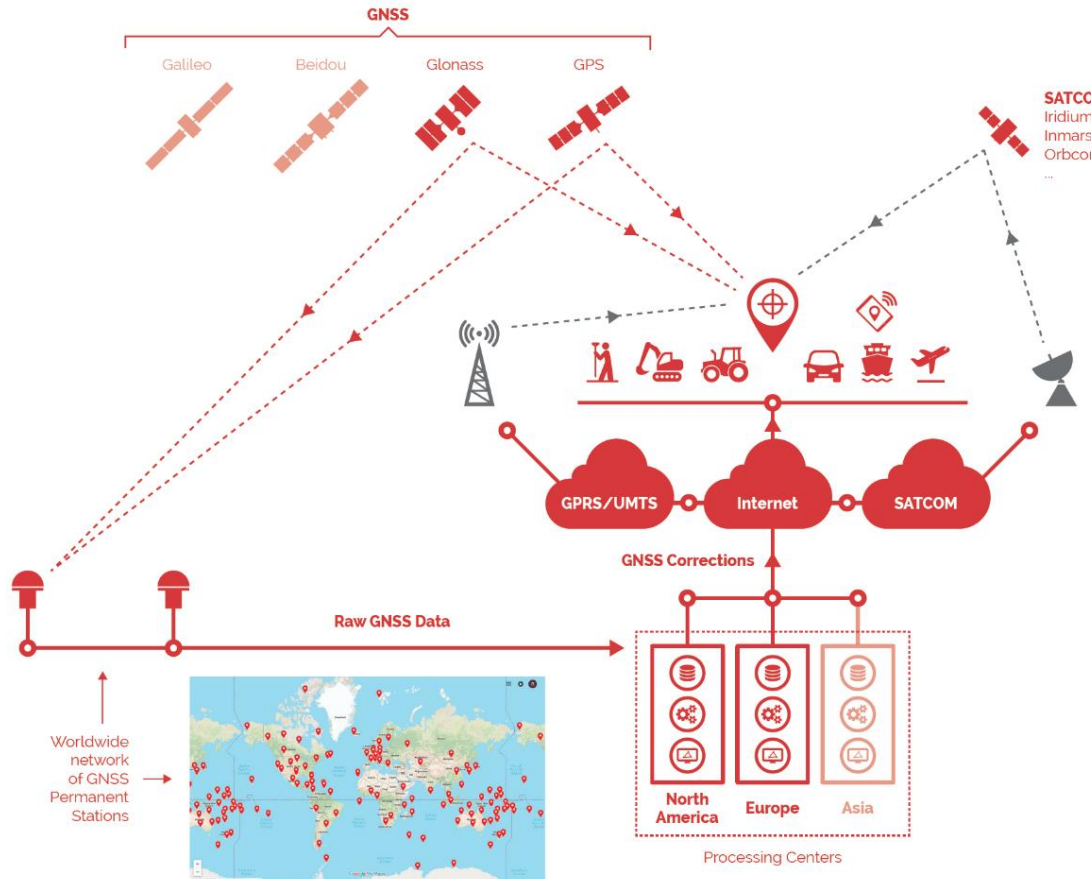 GNSS
Galileo
Beidou
Glonass
GPS
SATCO
Iridium
Inmars
Orbcor
...
GPRS/UMTS
Internet
SATCOM
GNSS Corrections
Raw GNSS Data
Worldwide
network
of GNSS
Permanent
Stations
North
America
Europe
Asia
Processing Centers